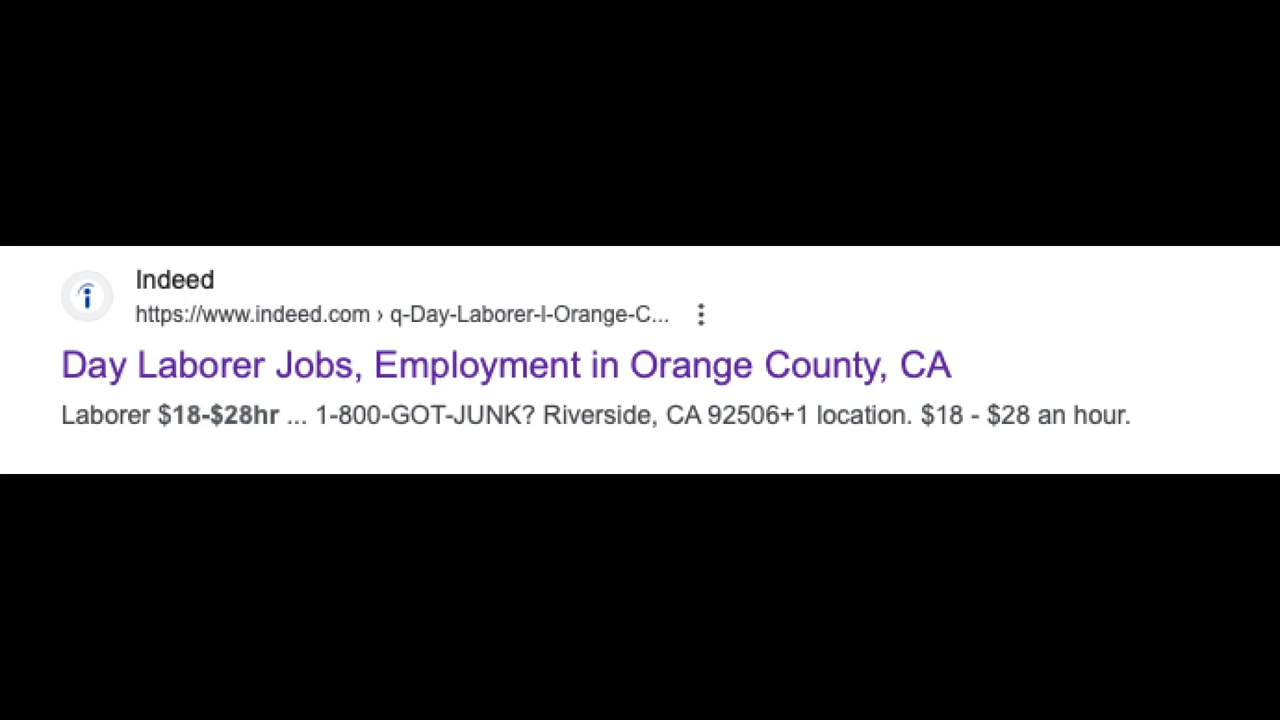 Indeed
https://www.indeed.com › q-Day-Laborer-l-Orange-C...
Day Laborer Jobs, Employment in Orange County, CA
Laborer $18-$28hr ... 1-800-GOT-JUNK? Riverside, CA 92506+1 location. $18 - $28 an hour.